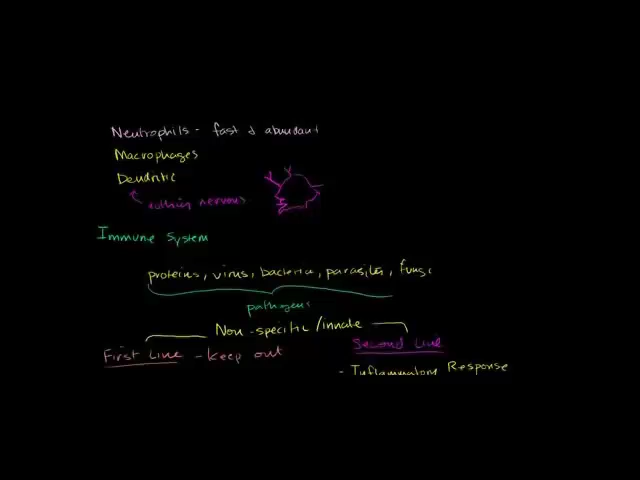 Neutrophils - fast & abundant
Macrophages
Dendritic
nothing nervous
Immune System
proteins, virus, bacteria, parasites, fungi
pathogens
Non-specific/innate
First Line - keep out
Second Line
- Inflammatory Response